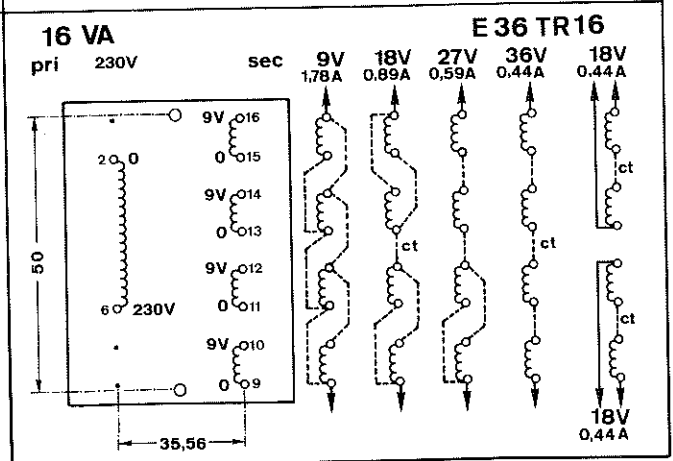 16 VA E 36 TR 16
pri 230V sec 9V 18V 27V 36V 18V
1,78A 0,89A 0,59A 0,44A 0.44A
9V 16
2 0 0 15
9V 14
0 13
ct
ct
ct
50
9V 12
6 230V 0 11
ct
9V 10
0 9
18V
0,44A
35,56